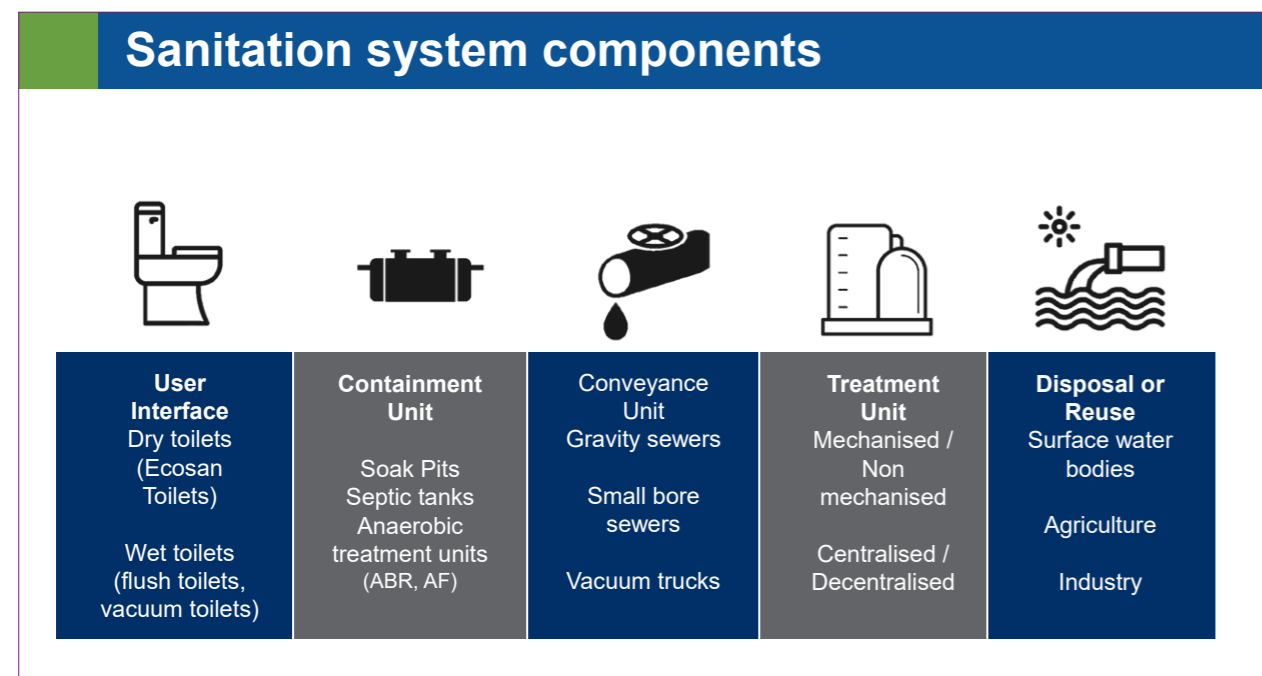 Sanitation system components
User
Interface
Dry toilets
(Ecosan
Toilets)
Wet toilets
(flush toilets,
vacuum toilets)
Containment
Unit
Soak Pits
Septic tanks
Anaerobic
treatment units
(ABR, AF)
Conveyance
Unit
Gravity sewers
Small bore
sewers
Vacuum trucks
Treatment
Unit
Mechanised /
Non
mechanised
Centralised /
Decentralised
Disposal or
Reuse
Surface water
bodies
Agriculture
Industry